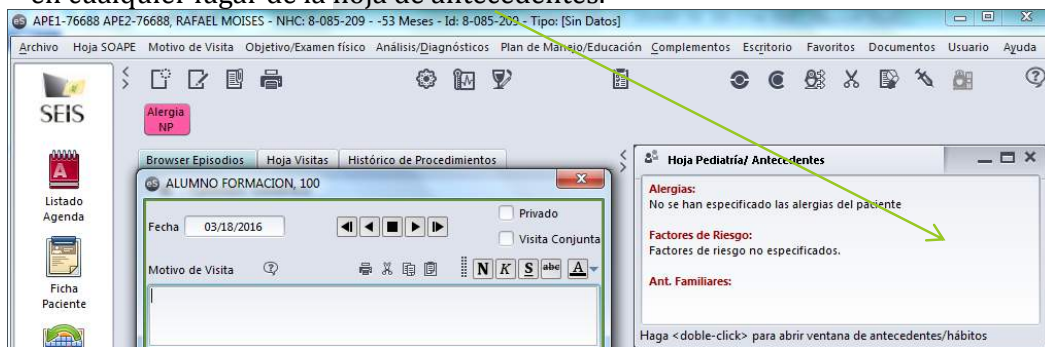 en cualquier lugar de la hoja de antecedentes.
APE1-76688 APE2-76688, RAFAEL MOISES - NHC: 8-085-209 - -53 Meses - Id: 8-085-209 - Tipo: [Sin Datos]
Archivo Hoja SOAPE Motivo de Visita Objetivo/Examen físico Análisis/Diagnósticos Plan de Manejo/Educación Complementos Escritorio Favoritos Documentos Usuario Ayuda
SEIS
Alergia
NP
Listado
Agenda
Ficha
Paciente
Browser Episodios Hoja Visitas Histórico de Procedimientos
ALUMNO FORMACION, 100
Fecha 03/18/2016
Privado
Visita Conjunta
Motivo de Visita
N K S abc A
Hoja Pediatría/ Antecedentes
Alergias:
No se han especificado las alergias del paciente
Factores de Riesgo:
Factores de riesgo no especificados.
Ant. Familiares:
Haga <doble-click> para abrir ventana de antecedentes/hábitos